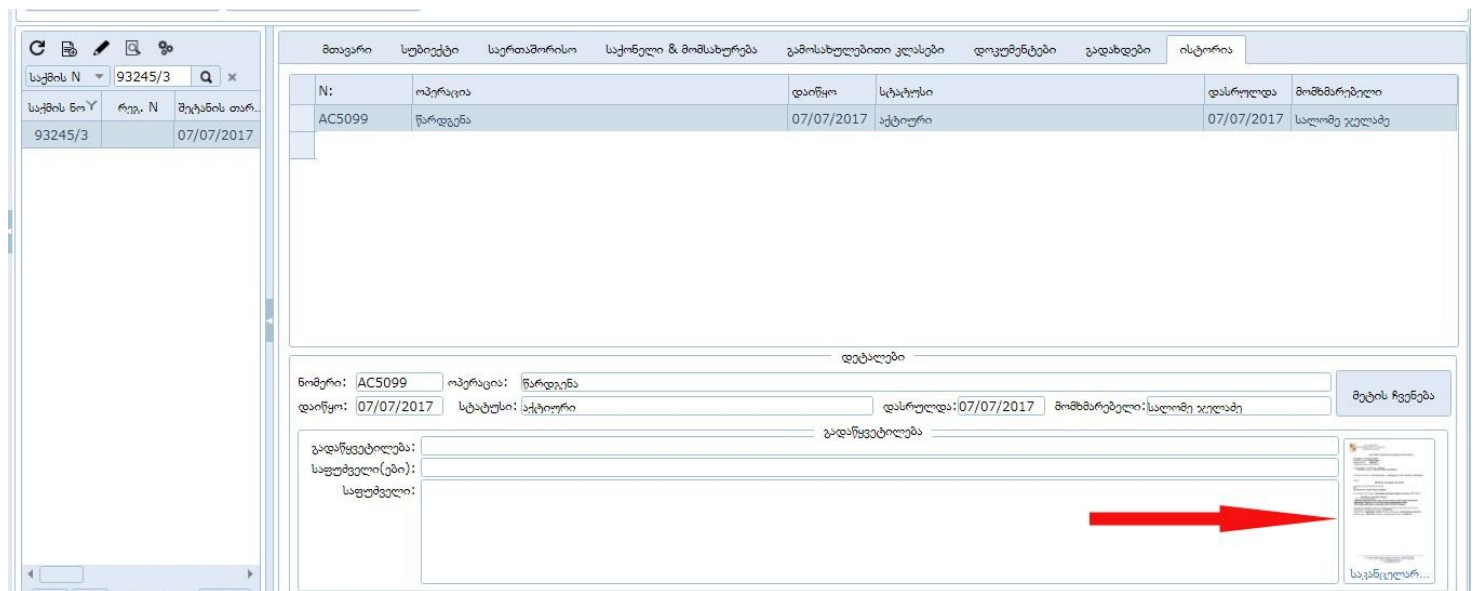 მთავარი სუბიექტი საერთაშორისო საქონელი & მომსახურება გამოსახულებითი კლასები დოკუმენტები გადახდები ისტორია
საქმის N 93245/3
საქმის ნო რეგ. N შეტანის თარ..
93245/3 07/07/2017
N: ოპერაცია დაიწყო სტატუსი დასრულდა მომხმარებელი
AC5099 წარდგენა 07/07/2017 აქტიური 07/07/2017 სალომე ჯელაძე
დეტალები
ნომერი: AC5099 ოპერაცია: წარდგენა
დაიწყო: 07/07/2017 სტატუსი: აქტიური დასრულდა: 07/07/2017 მომხმარებელი: სალომე ჯელაძე
მეტის ჩვენება
გადაწყვეტილება
გადაწყვეტილება:
საფუძველი(ები):
საფუძველი:
საკანცელარ...